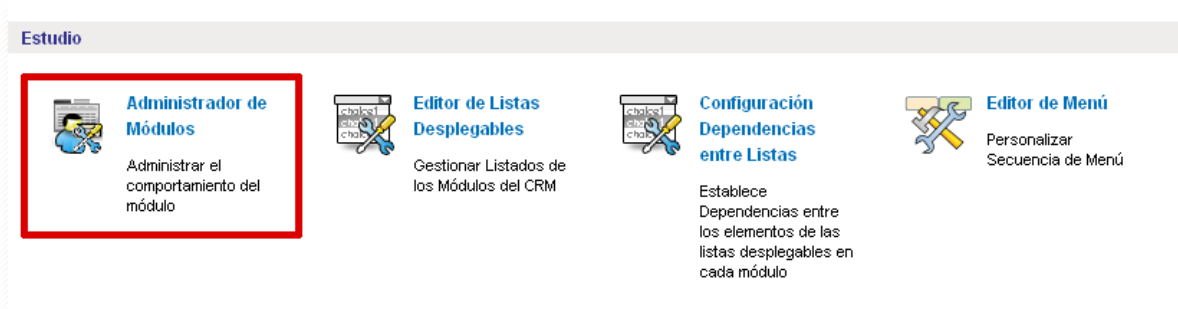 Estudio
Administrador de
Módulos
Administrar el
comportamiento del
módulo
Editor de Listas
Desplegables
Gestionar Listados de
los Módulos del CRM
Configuración
Dependencias
entre Listas
Establece
Dependencias entre
los elementos de las
listas desplegables en
cada módulo
Editor de Menú
Personalizar
Secuencia de Menú